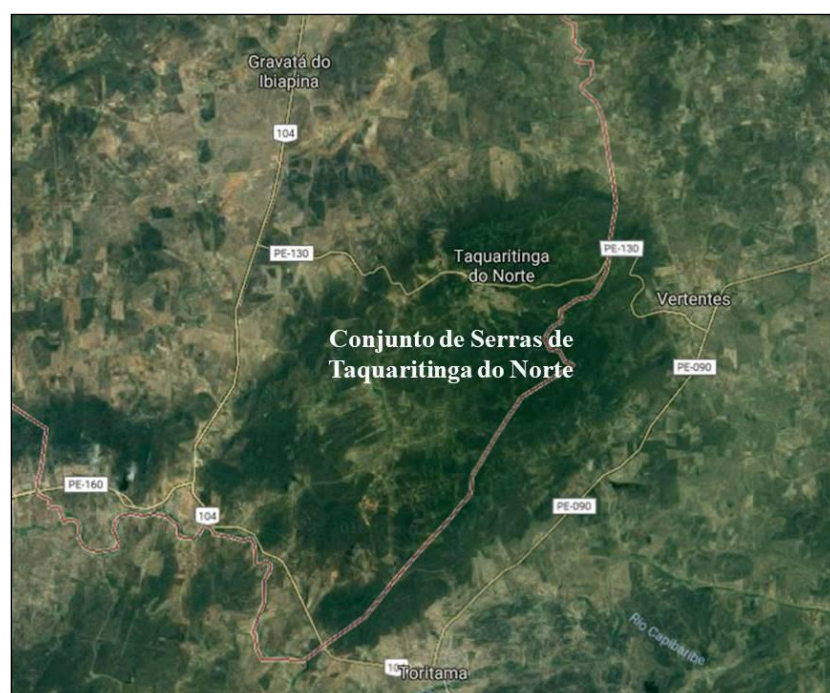 Gravatá do
Ibiapina
104
PE-130
PE-130
Taquaritinga
do Norte
Vertentes
Conjunto de Serras de
Taquaritinga do Norte
PE-090
PE-160
104
PE-090
Rio Capibaribe
Toritama